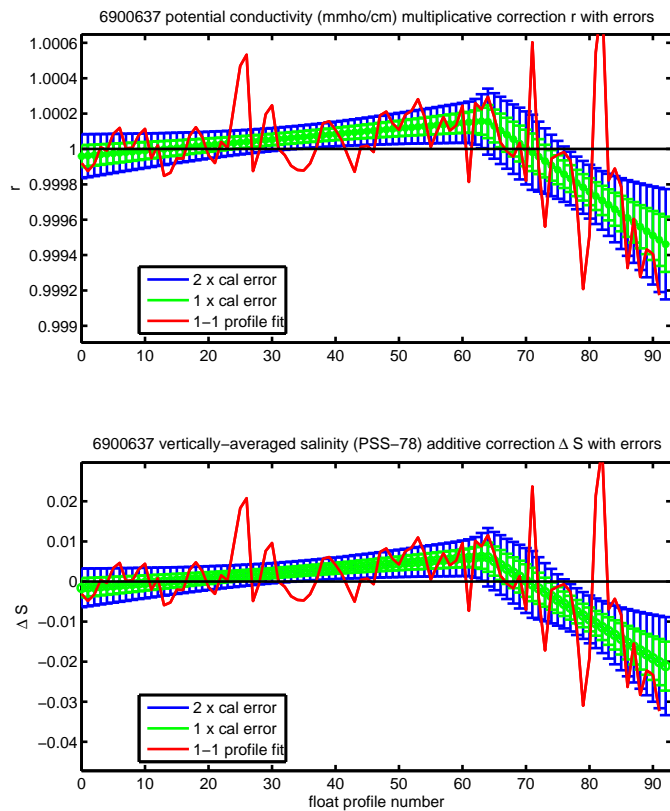 6900637 potential conductivity (mmho/cm) multiplicative correction r with errors
1.0006
1.0004
1.0002
1
0.9998
0.9996
0.9994
0.9992
0.999
r
2 x cal error
1 x cal error
1−1 profile fit
0 10 20 30 40 50 60 70 80 90
6900637 vertically−averaged salinity (PSS−78) additive correction Δ S with errors
0.02
0.01
0
−0.01
−0.02
−0.03
−0.04
Δ S
2 x cal error
1 x cal error
1−1 profile fit
0 10 20 30 40 50 60 70 80 90
float profile number